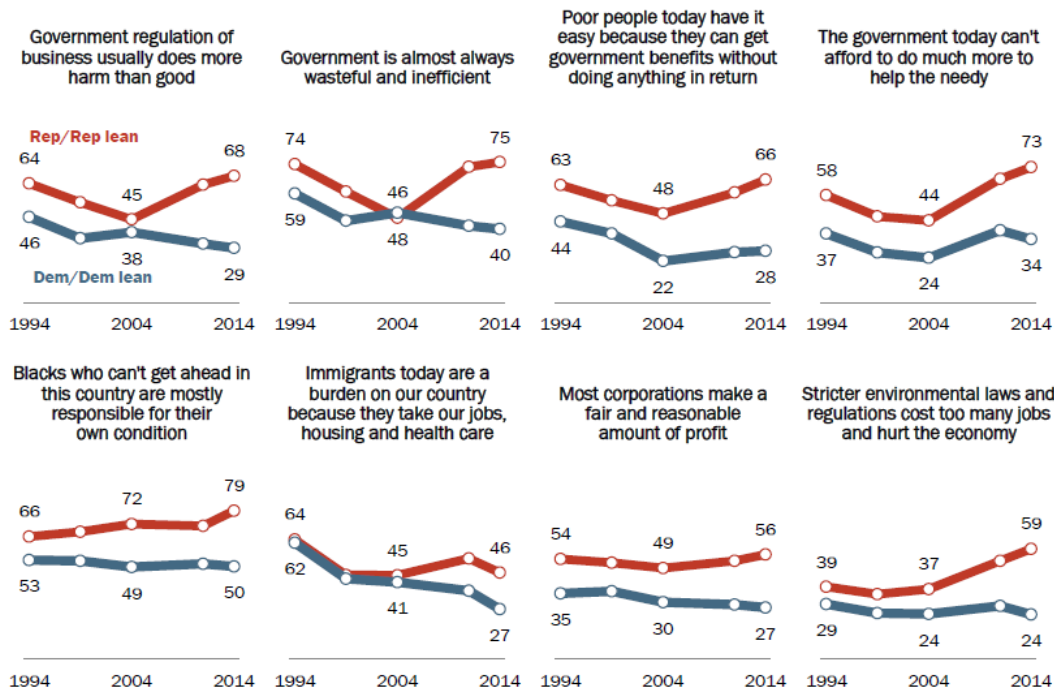 Government regulation of
business usually does more
harm than good
Rep/Rep lean
64
45
68
46
38
29
Dem/Dem lean
1994
2004
2014
Government is almost always
wasteful and inefficient
74
46
75
59
48
40
1994
2004
2014
Poor people today have it
easy because they can get
government benefits without
doing anything in return
63
48
66
44
22
28
1994
2004
2014
The government today can't
afford to do much more to
help the needy
58
44
73
37
24
34
1994
2004
2014
Blacks who can't get ahead in
this country are mostly
responsible for their
own condition
66
72
79
53
49
50
1994
2004
2014
Immigrants today are a
burden on our country
because they take our jobs,
housing and health care
64
45
46
62
41
27
1994
2004
2014
Most corporations make a
fair and reasonable
amount of profit
54
49
56
35
30
27
1994
2004
2014
Stricter environmental laws and
regulations cost too many jobs
and hurt the economy
39
37
59
29
24
24
1994
2004
2014